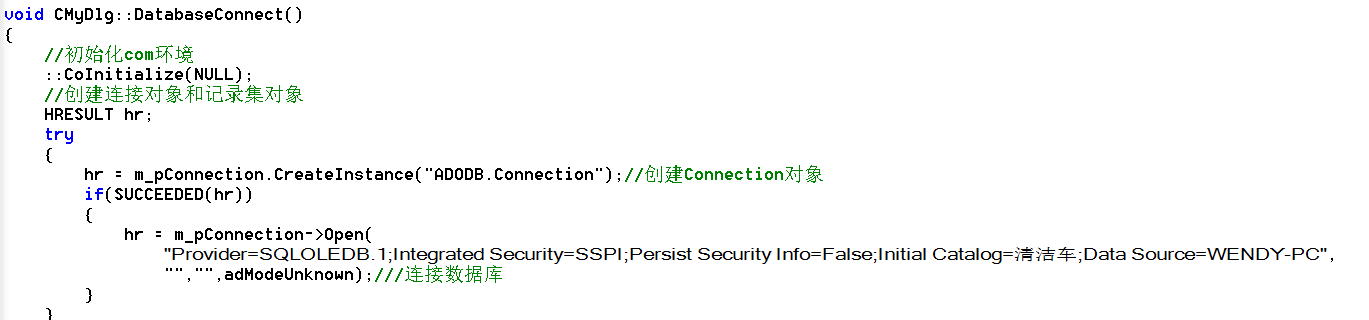 void CMyDlg::DatabaseConnect()
{
//初始化com环境
::CoInitialize(NULL);
//创建连接对象和记录集对象
HRESULT hr;
try
{
hr = m_pConnection.CreateInstance("ADODB.Connection");//创建Connection对象
if(SUCCEEDED(hr))
{
hr = m_pConnection->Open(
"Provider=SQLOLEDB.1;Integrated Security=SSPI;Persist Security Info=False;Initial Catalog=清洁车;Data Source=WENDY-PC",
"","",adModeUnknown);///连接数据库
}
}